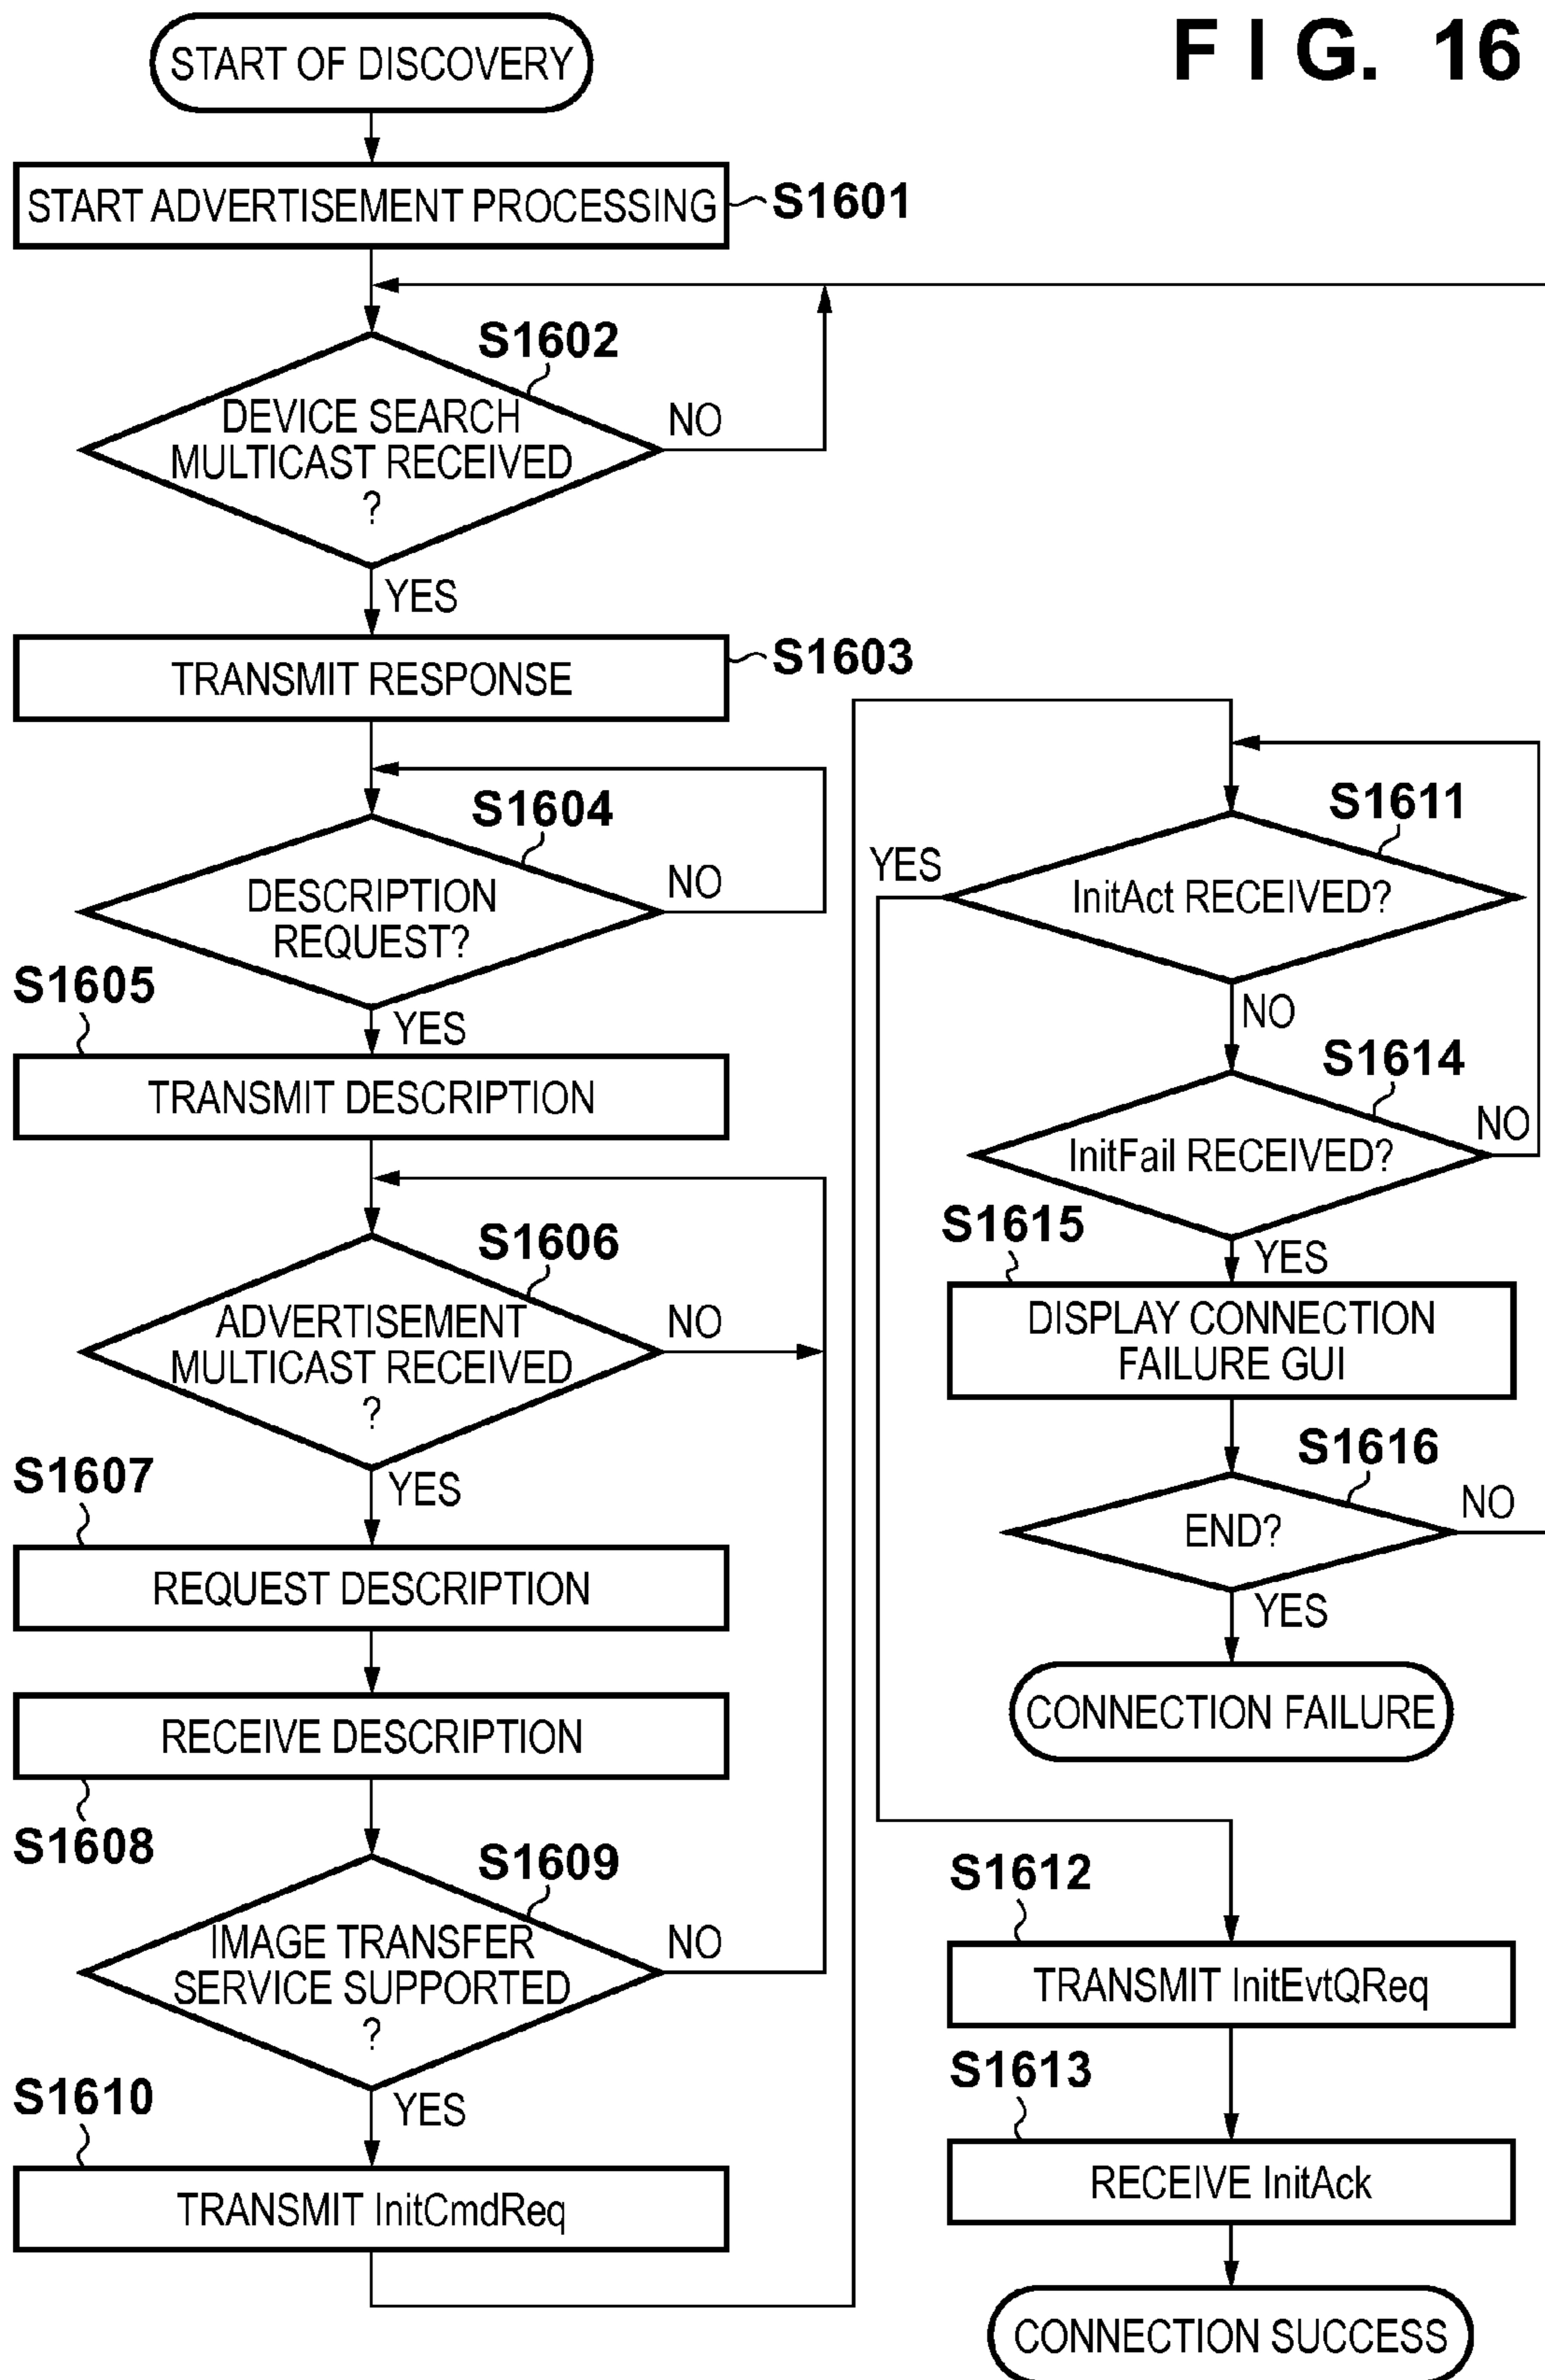 FIG. 16
START OF DISCOVERY
START ADVERTISEMENT PROCESSING
S1601
S1602
DEVICE SEARCH
MULTICAST RECEIVED
?
NO
YES
TRANSMIT RESPONSE
S1603
S1604
DESCRIPTION
REQUEST?
NO
YES
S1605
TRANSMIT DESCRIPTION
S1606
ADVERTISEMENT
MULTICAST RECEIVED
?
NO
YES
S1607
REQUEST DESCRIPTION
RECEIVE DESCRIPTION
S1608
S1609
IMAGE TRANSFER
SERVICE SUPPORTED
?
NO
YES
S1610
TRANSMIT InitCmdReq
S1611
YES
InitAct RECEIVED?
NO
S1614
InitFail RECEIVED?
NO
YES
S1615
DISPLAY CONNECTION
FAILURE GUI
S1616
END?
NO
YES
CONNECTION FAILURE
S1612
TRANSMIT InitEvtQReq
S1613
RECEIVE InitAck
CONNECTION SUCCESS